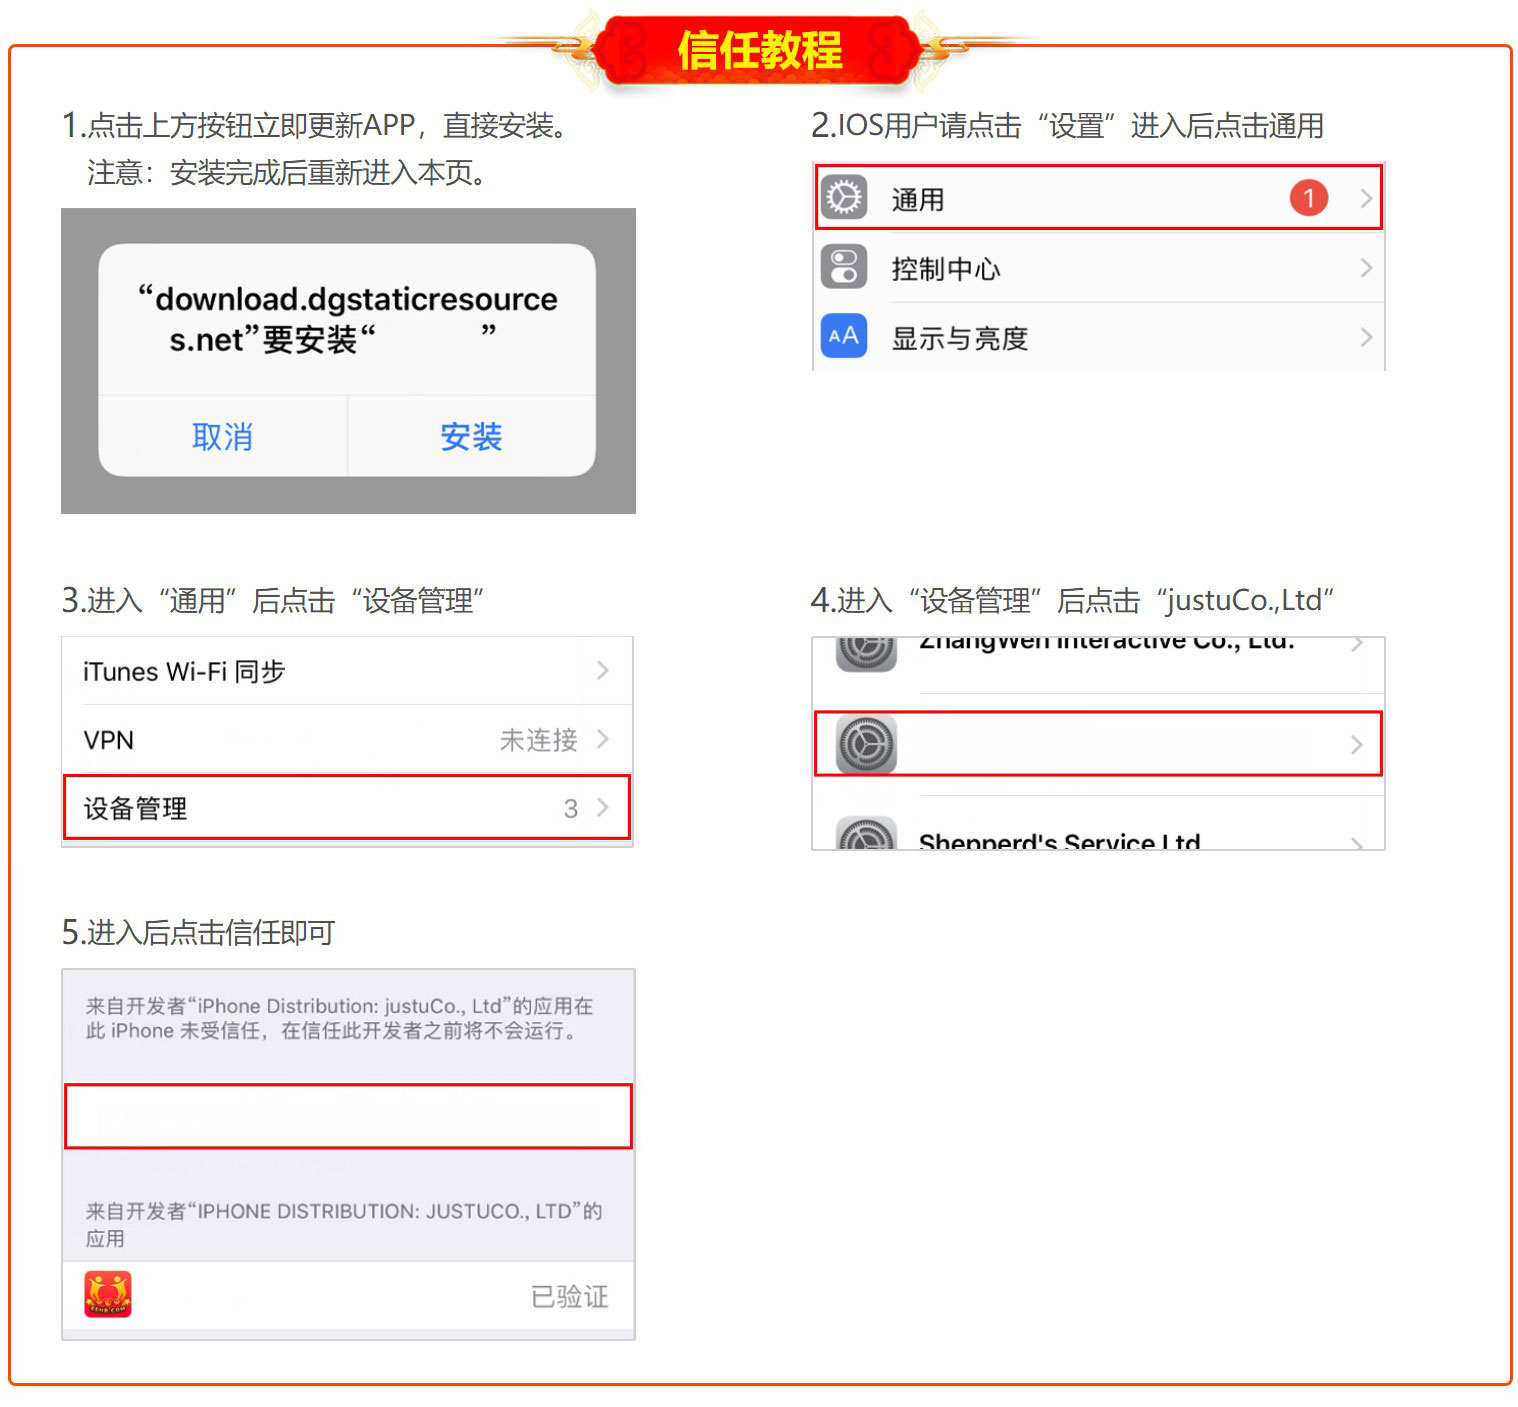 信任教程
1.点击上方按钮立即更新APP，直接安装。
注意：安装完成后重新进入本页。
“download.dgstaticresource
s.net”要安装“ ”
取消
安装
2.IOS用户请点击“设置”进入后点击通用
通用
1
控制中心
AA
显示与亮度
3.进入“通用”后点击“设备管理”
iTunes Wi-Fi 同步
VPN
未连接
设备管理
3
4.进入“设备管理”后点击“justuCo.,Ltd”
ZhangWen Interactive Co., Ltd.
Shepperd's Service Ltd
5.进入后点击信任即可
来自开发者“iPhone Distribution: justuCo., Ltd”的应用在
此 iPhone 未受信任，在信任此开发者之前将不会运行。
来自开发者“IPHONE DISTRIBUTION: JUSTUCO., LTD”的
应用
已验证